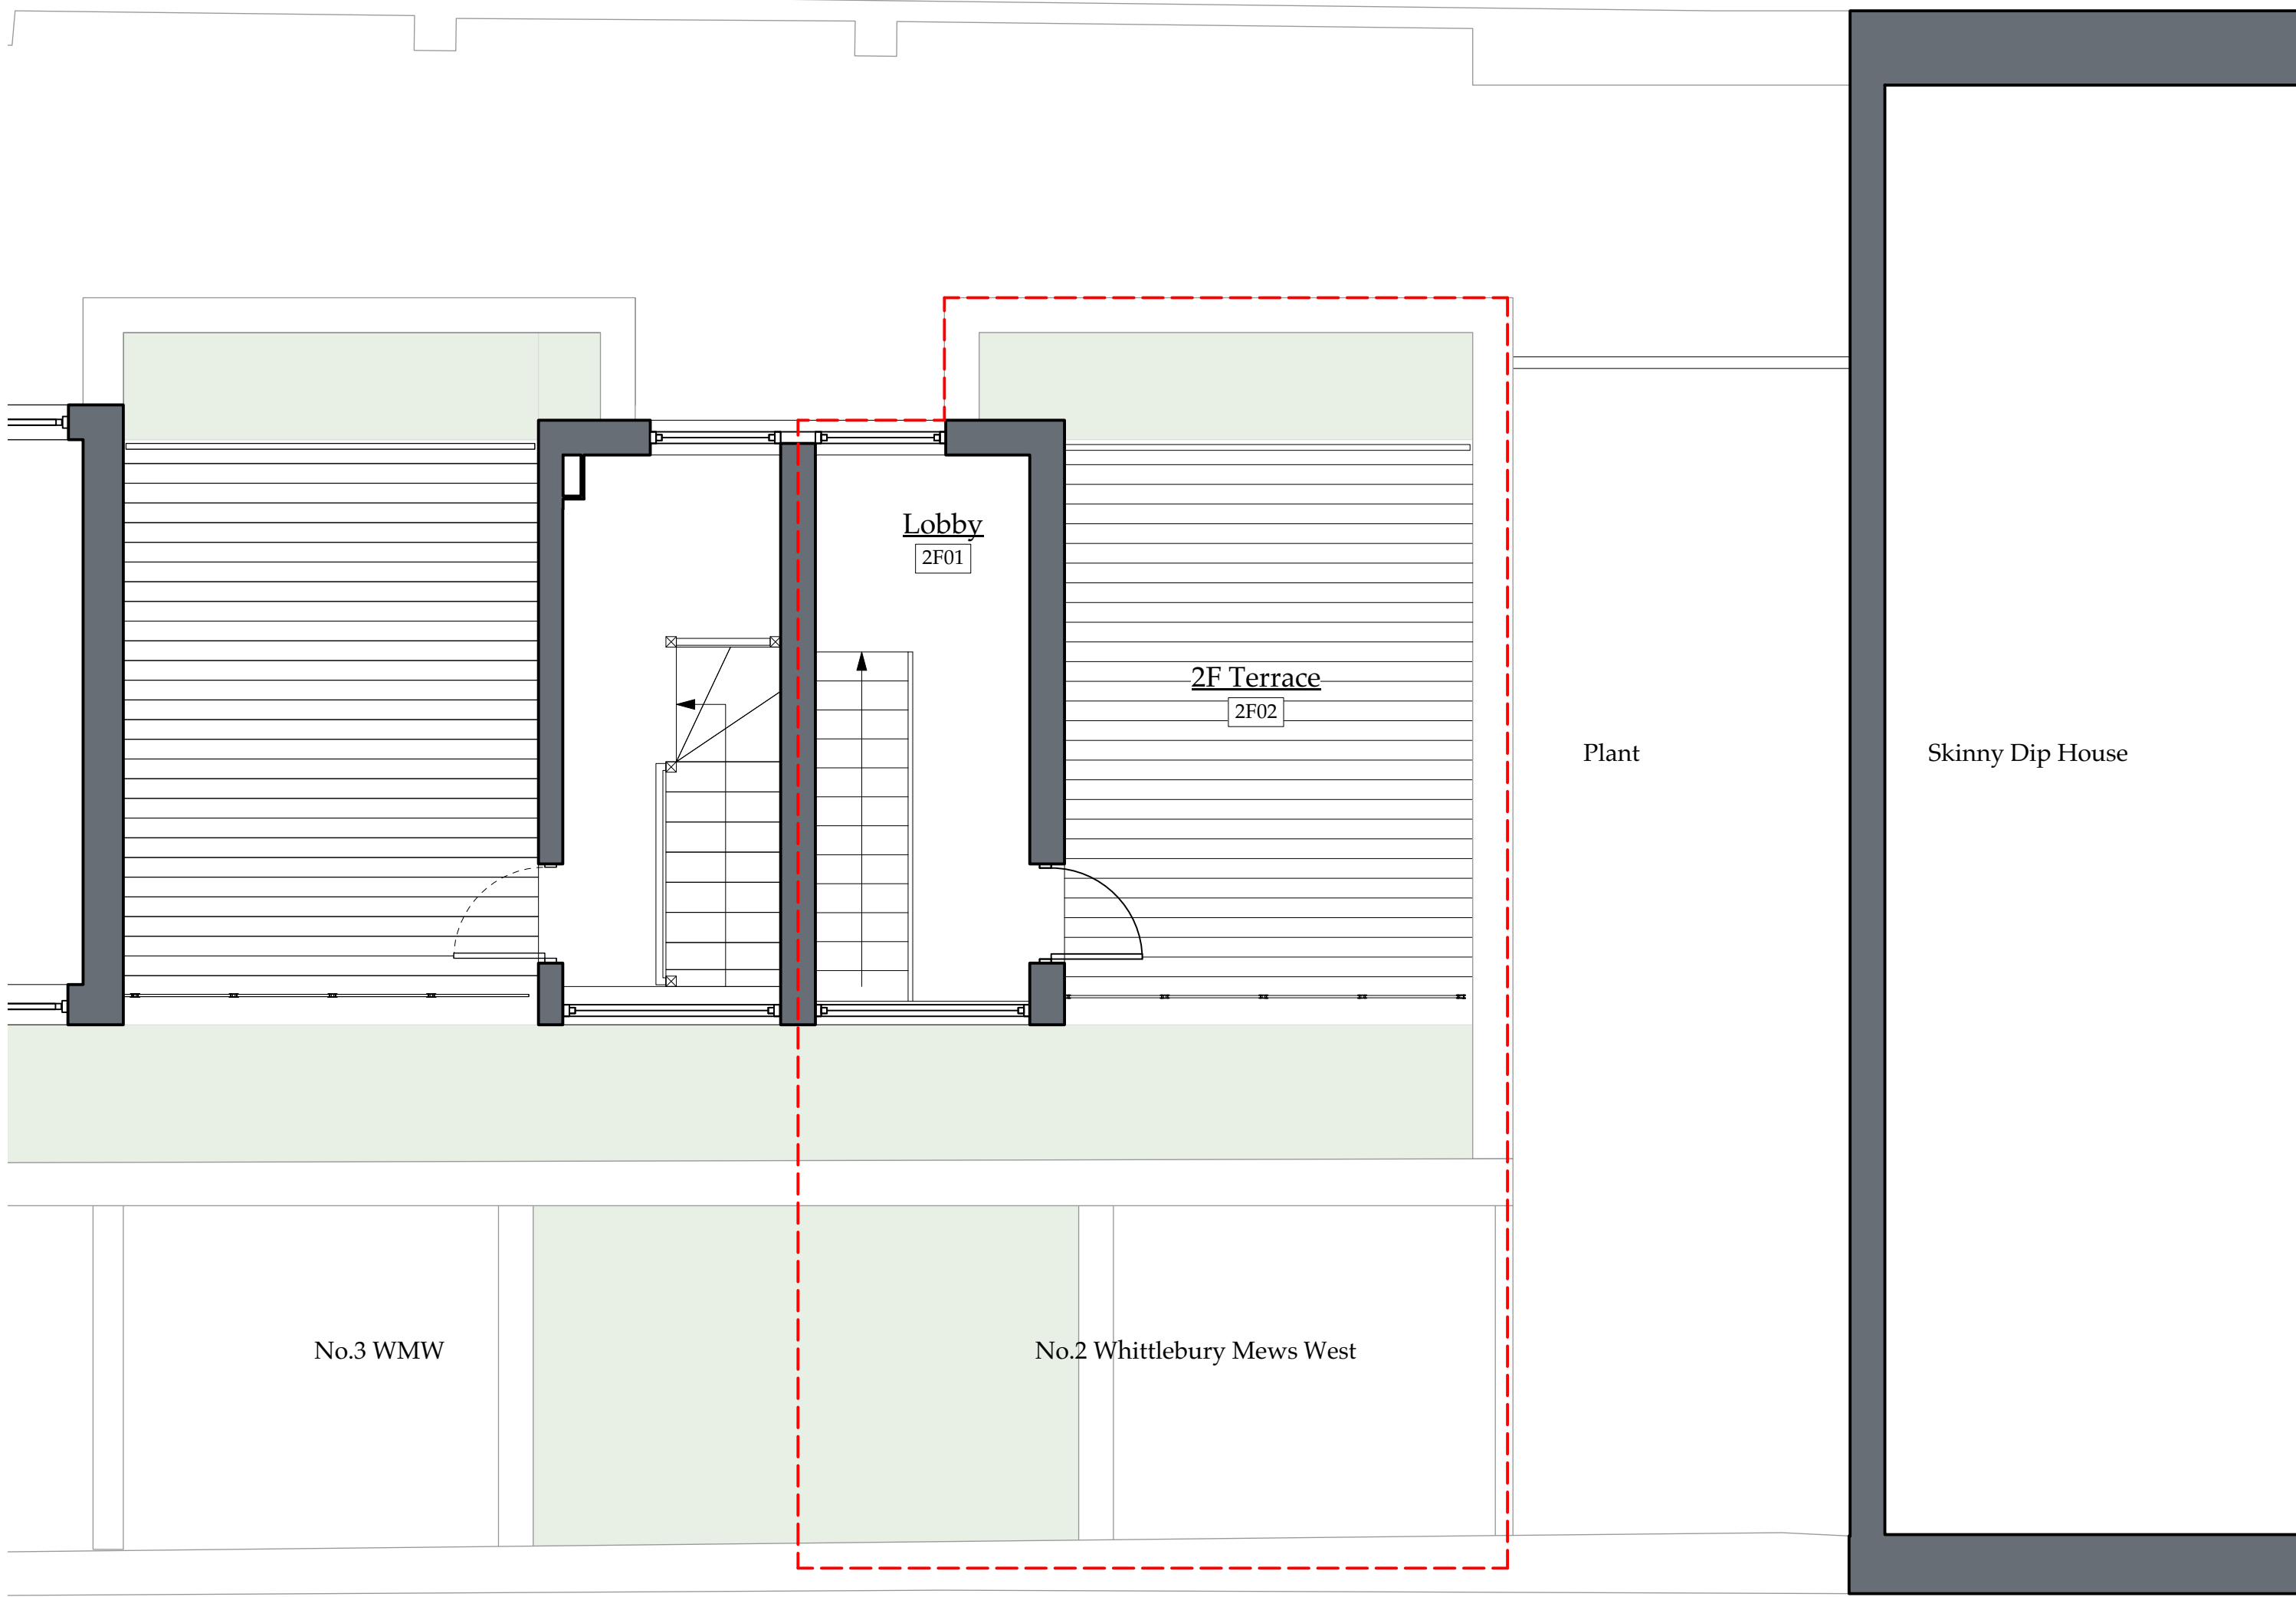 Lobby
2F01
2F Terrace
2F02
Plant
Skinny Dip House
No.3 WMW
No.2 Whittlebury Mews West